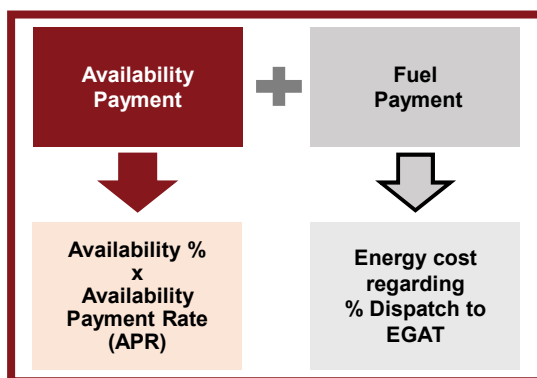 Availability
Payment
Fuel
Payment
Availability %
x
Availability
Payment Rate
(APR)
Energy cost
regarding
% Dispatch to
EGAT